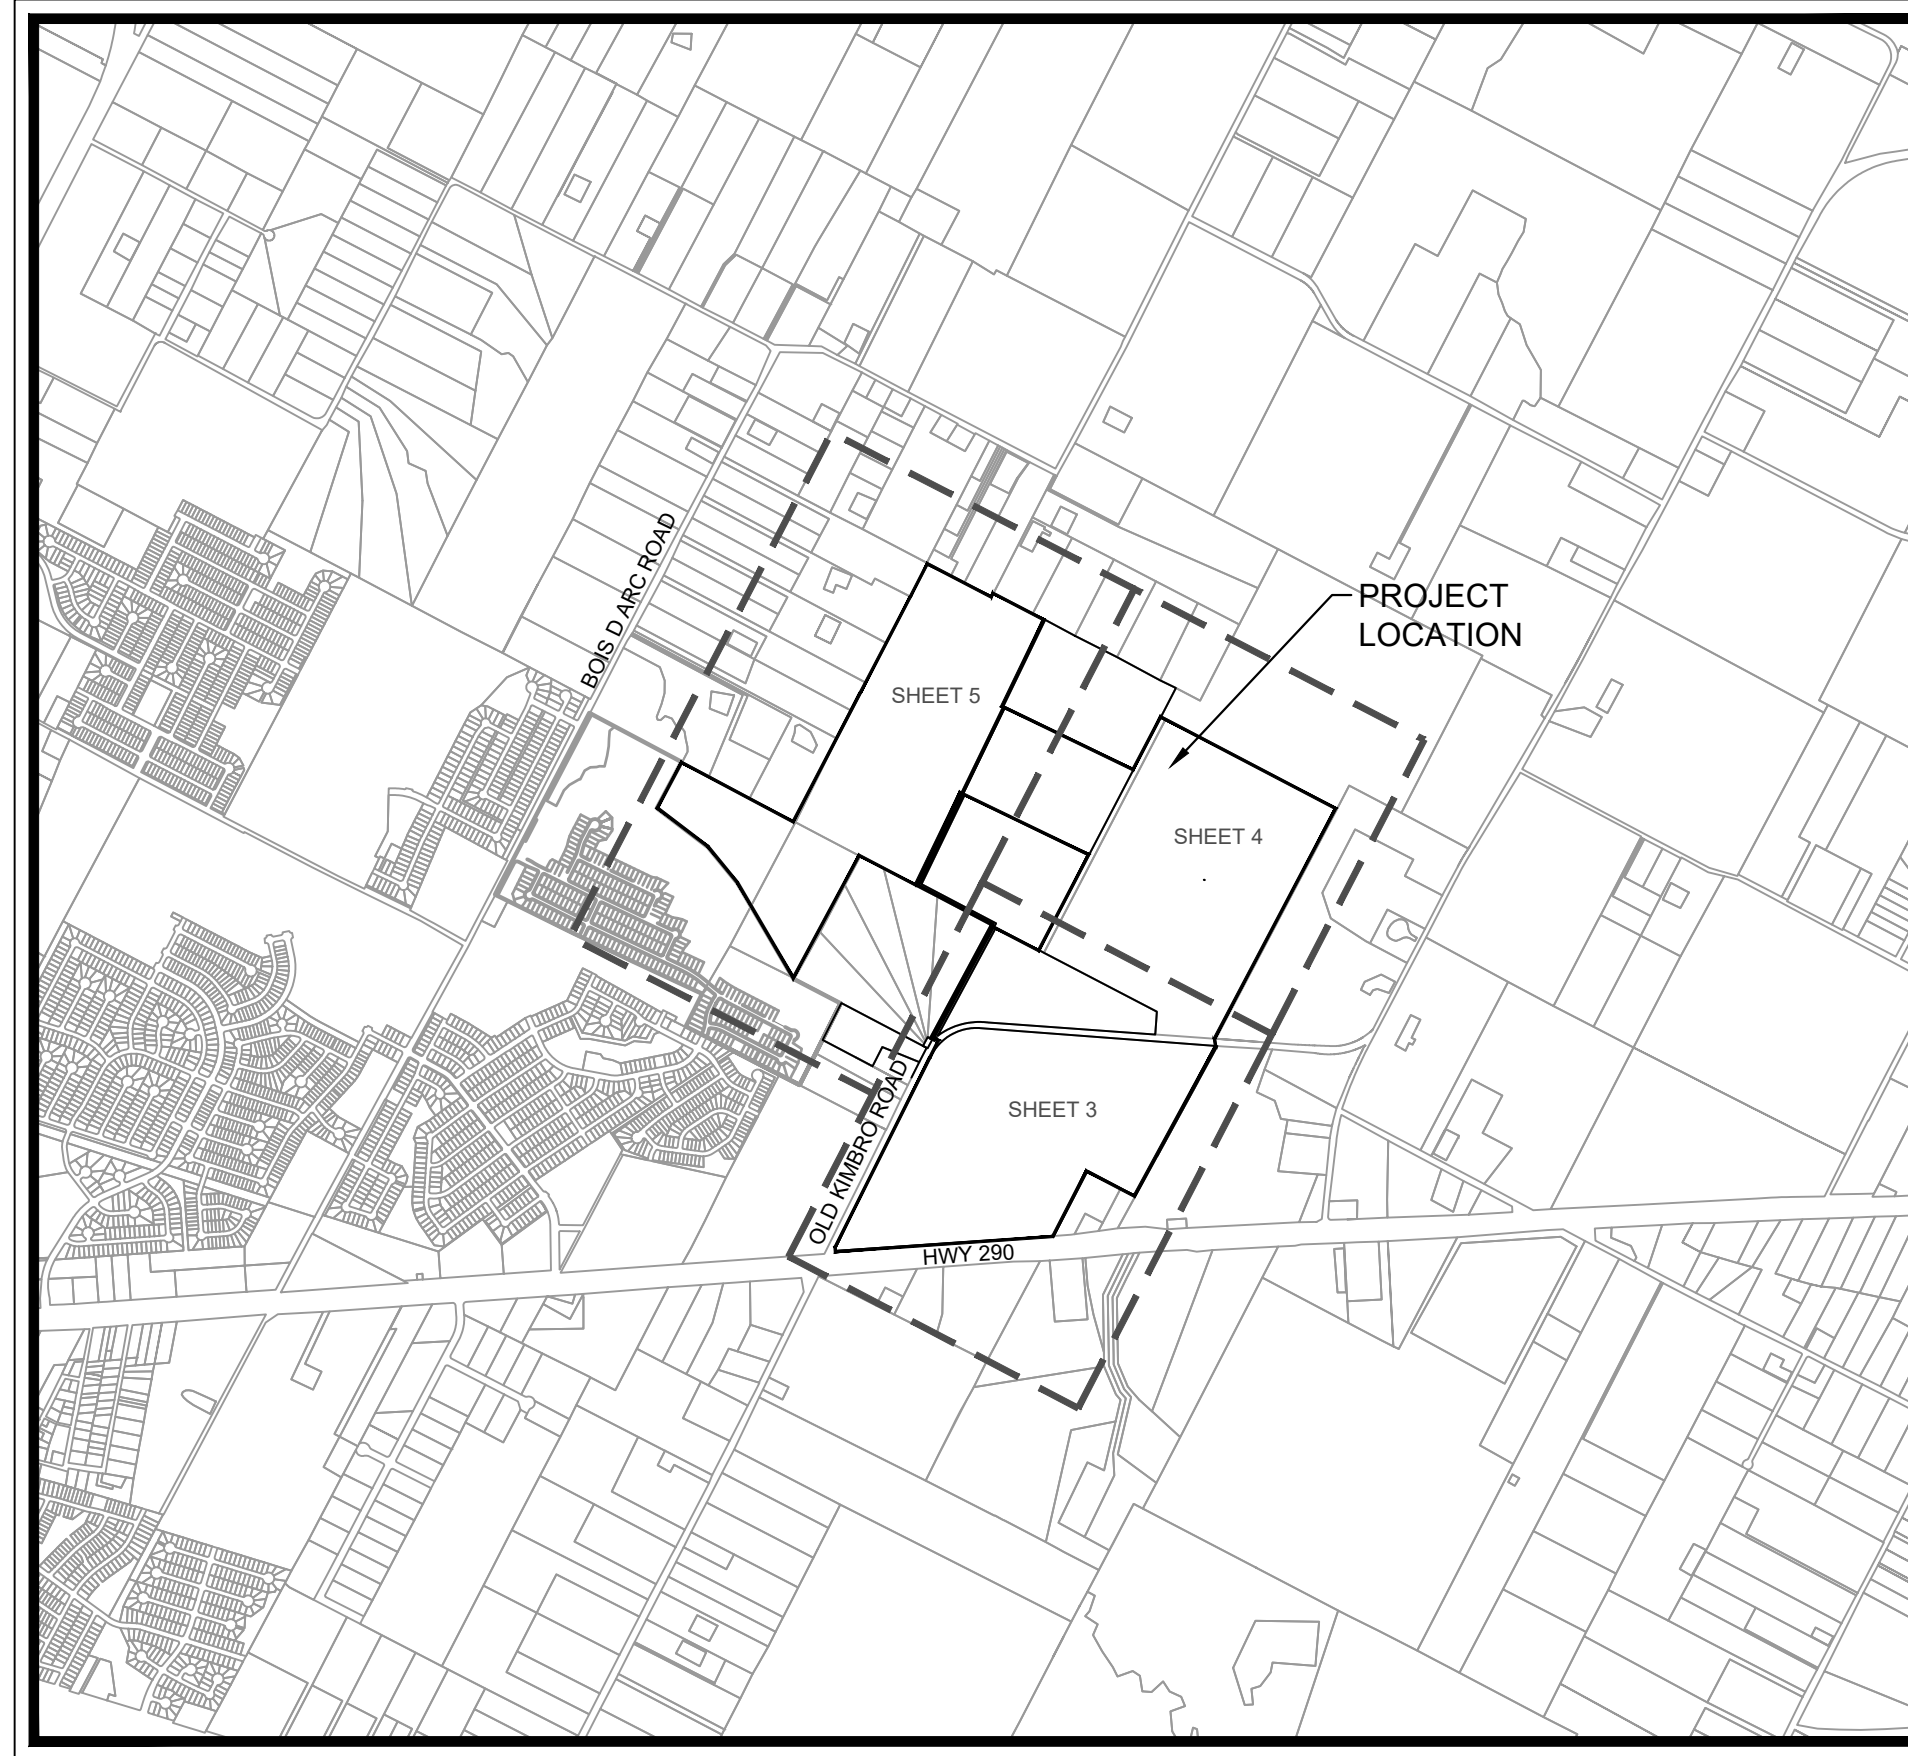 BOIS D ARC ROAD
PROJECT
LOCATION
SHEET 5
SHEET 4
SHEET 3
OLD KIMBRO ROAD
HWY 290